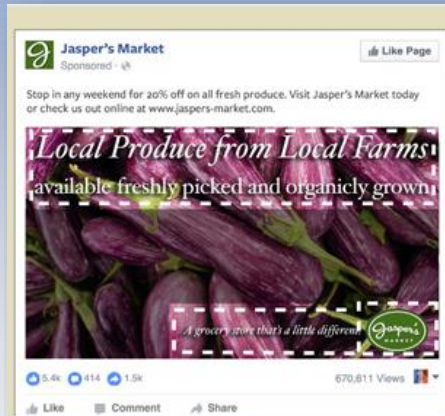 Jasper's Market
Like Page
Sponsored ·
Stop in any weekend for 20% off on all fresh produce. Visit Jasper's Market today
or check us out online at www.jaspers-market.com.
Local Produce from Local Farms
available freshly picked and organicly grown
A grocery store that's a little different.
Jasper's
MARKET
5.4k 414 1.5k
670,611 Views
Like Comment Share